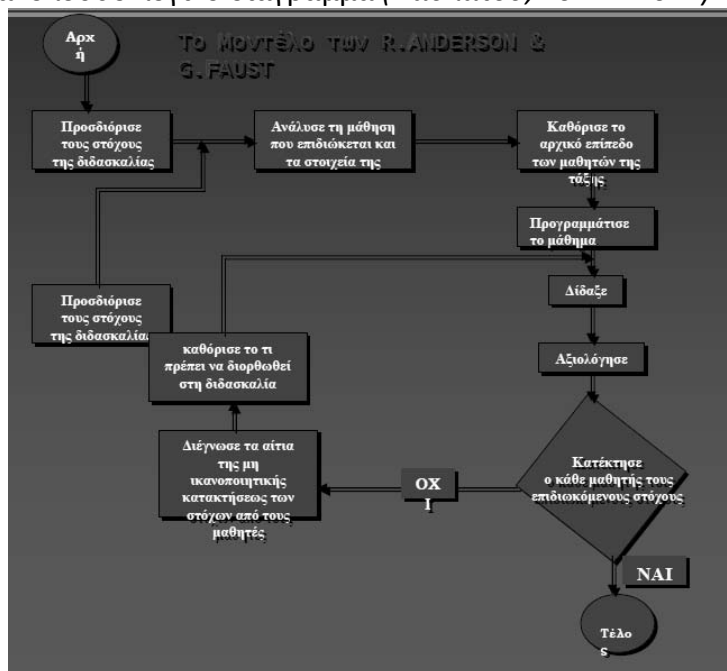 Αρχ
ή
Το Μοντέλο των R.ANDERSON &
G.FAUST
Προσδιόρισε
τους στόχους
της διδασκαλίας
Ανάλυσε τη μάθηση
που επιδιώκεται και
τα στοιχεία της
Καθόρισε το
αρχικό επίπεδο
των μαθητών της
τάξης
Προγραμμάτισε
το μάθημα
Προσδιόρισε
τους στόχους
της διδασκαλίας
Δίδαξε
καθόρισε το τι
πρέπει να διορθωθεί
στη διδασκαλία
Αξιολόγησε
Διέγνωσε τα αίτια
της μη
ικανοποιητικής
κατακτήσεως των
στόχων από τους
μαθητές
ΟΧ
Ι
Κατέκτησε
ο κάθε μαθητής τους
επιδιωκόμενους στόχους
ΝΑΙ
Τέλο
ς